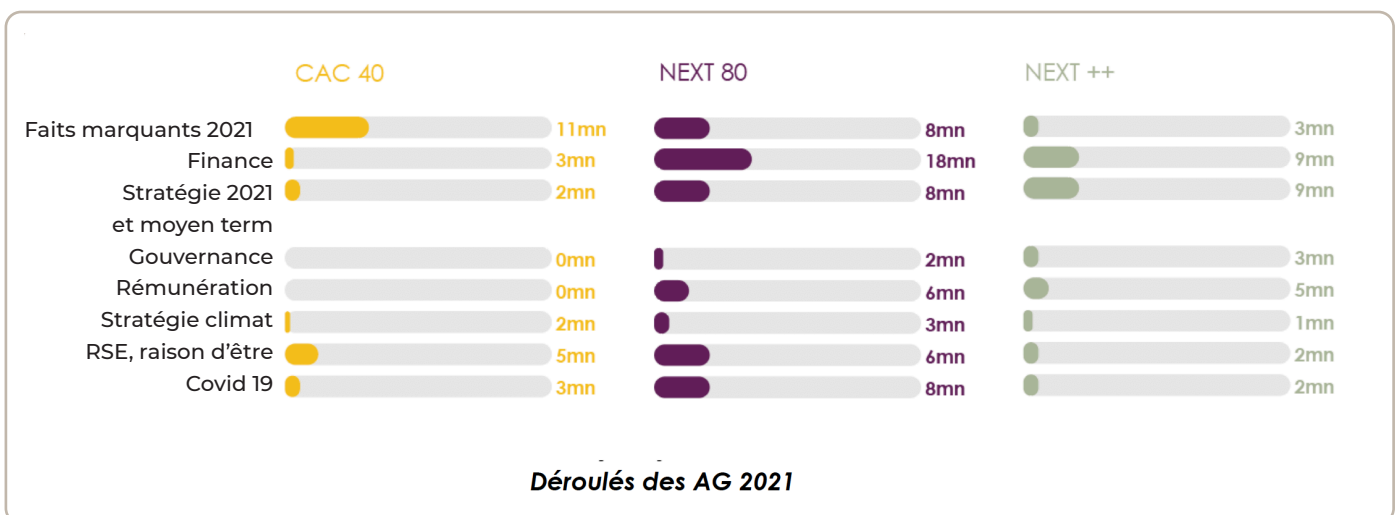 CAC 40 NEXT 80 NEXT ++
Faits marquants 2021 11mn 8mn 3mn
Finance 3mn 18mn 9mn
Stratégie 2021 2mn 8mn 9mn
et moyen term
Gouvernance 0mn 2mn 3mn
Rémunération 0mn 6mn 5mn
Stratégie climat 2mn 3mn 1mn
RSE, raison d’être 5mn 6mn 2mn
Covid 19 3mn 8mn 2mn
Déroulés des AG 2021